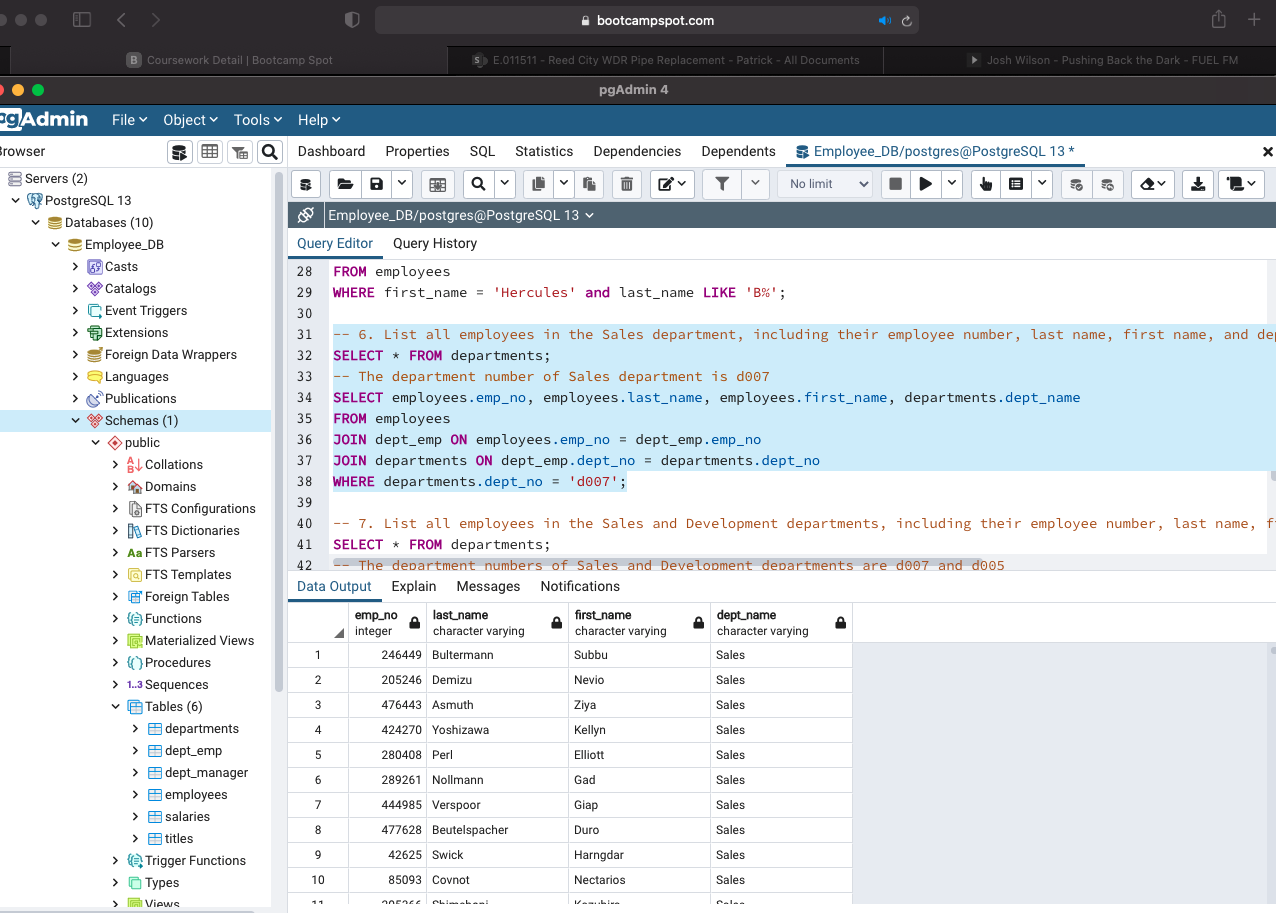 bootcampspot.com
B Coursework Detail | Bootcamp Spot
S E.011511 - Reed City WDR Pipe Replacement - Patrick - All Documents
Josh Wilson - Pushing Back the Dark - FUEL FM
pgAdmin 4
pgAdmin File Object Tools Help
rowser
Dashboard Properties SQL Statistics Dependencies Dependents Employee_DB/postgres@PostgreSQL 13 *
No limit
Employee_DB/postgres@PostgreSQL 13
Query Editor Query History
Servers (2)
PostgreSQL 13
Databases (10)
Employee_DB
Casts
Catalogs
Event Triggers
Extensions
Foreign Data Wrappers
Languages
Publications
Schemas (1)
public
Collations
Domains
FTS Configurations
FTS Dictionaries
Aa FTS Parsers
FTS Templates
Foreign Tables
Functions
Materialized Views
Procedures
1..3 Sequences
Tables (6)
departments
dept_emp
dept_manager
employees
salaries
titles
Trigger Functions
Types
Views
28 FROM employees
29 WHERE first_name = 'Hercules' and last_name LIKE 'B%';
30
31 -- 6. List all employees in the Sales department, including their employee number, last name, first name, and de
32 SELECT * FROM departments;
33 -- The department number of Sales department is d007
34 SELECT employees.emp_no, employees.last_name, employees.first_name, departments.dept_name
35 FROM employees
36 JOIN dept_emp ON employees.emp_no = dept_emp.emp_no
37 JOIN departments ON dept_emp.dept_no = departments.dept_no
38 WHERE departments.dept_no = 'd007';
39
40 -- 7. List all employees in the Sales and Development departments, including their employee number, last name, f
41 SELECT * FROM departments;
42 -- The department numbers of Sales and Development departments are d007 and d005
Data Output Explain Messages Notifications
emp_no last_name first_name dept_name
integer character varying character varying character varying
1 246449 Bultermann Subbu Sales
2 205246 Demizu Nevio Sales
3 476443 Asmuth Ziya Sales
4 424270 Yoshizawa Kellyn Sales
5 280408 Perl Elliott Sales
6 289261 Nollmann Gad Sales
7 444985 Verspoor Giap Sales
8 477628 Beutelspacher Duro Sales
9 42625 Swick Harngdar Sales
10 85093 Covnot Nectarios Sales